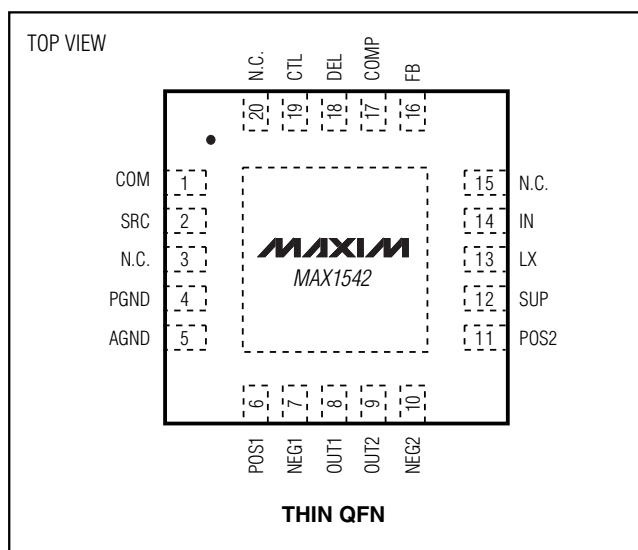 TOP VIEW
N.C. CTL DEL COMP FB
20 19 18 17 16
COM 1 15 N.C.
SRC 2 14 IN
N.C. 3 MAXIM 13 LX
MAX1542
PGND 4 12 SUP
AGND 5 11 POS2
6 7 8 9 10
POS1 NEG1 OUT1 OUT2 NEG2
THIN QFN